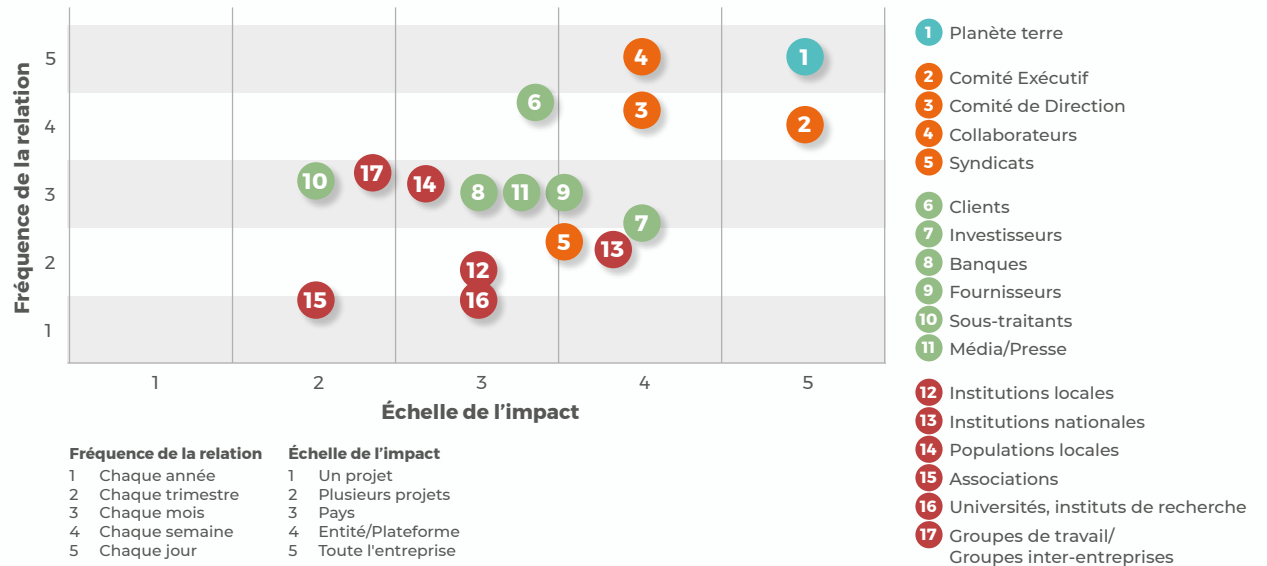 Fréquence de la relation
5
4
3
2
1
4
1
6
3
2
10
17
14
8
11
9
7
5
13
12
15
16
1
2
3
4
5
Échelle de l’impact
Fréquence de la relation
1 Chaque année
2 Chaque trimestre
3 Chaque mois
4 Chaque semaine
5 Chaque jour
Échelle de l’impact
1 Un projet
2 Plusieurs projets
3 Pays
4 Entité/Plateforme
5 Toute l'entreprise
1 Planète terre
2 Comité Exécutif
3 Comité de Direction
4 Collaborateurs
5 Syndicats
6 Clients
7 Investisseurs
8 Banques
9 Fournisseurs
10 Sous-traitants
11 Média/Presse
12 Institutions locales
13 Institutions nationales
14 Populations locales
15 Associations
16 Universités, instituts de recherche
17 Groupes de travail/
Groupes inter-entreprises